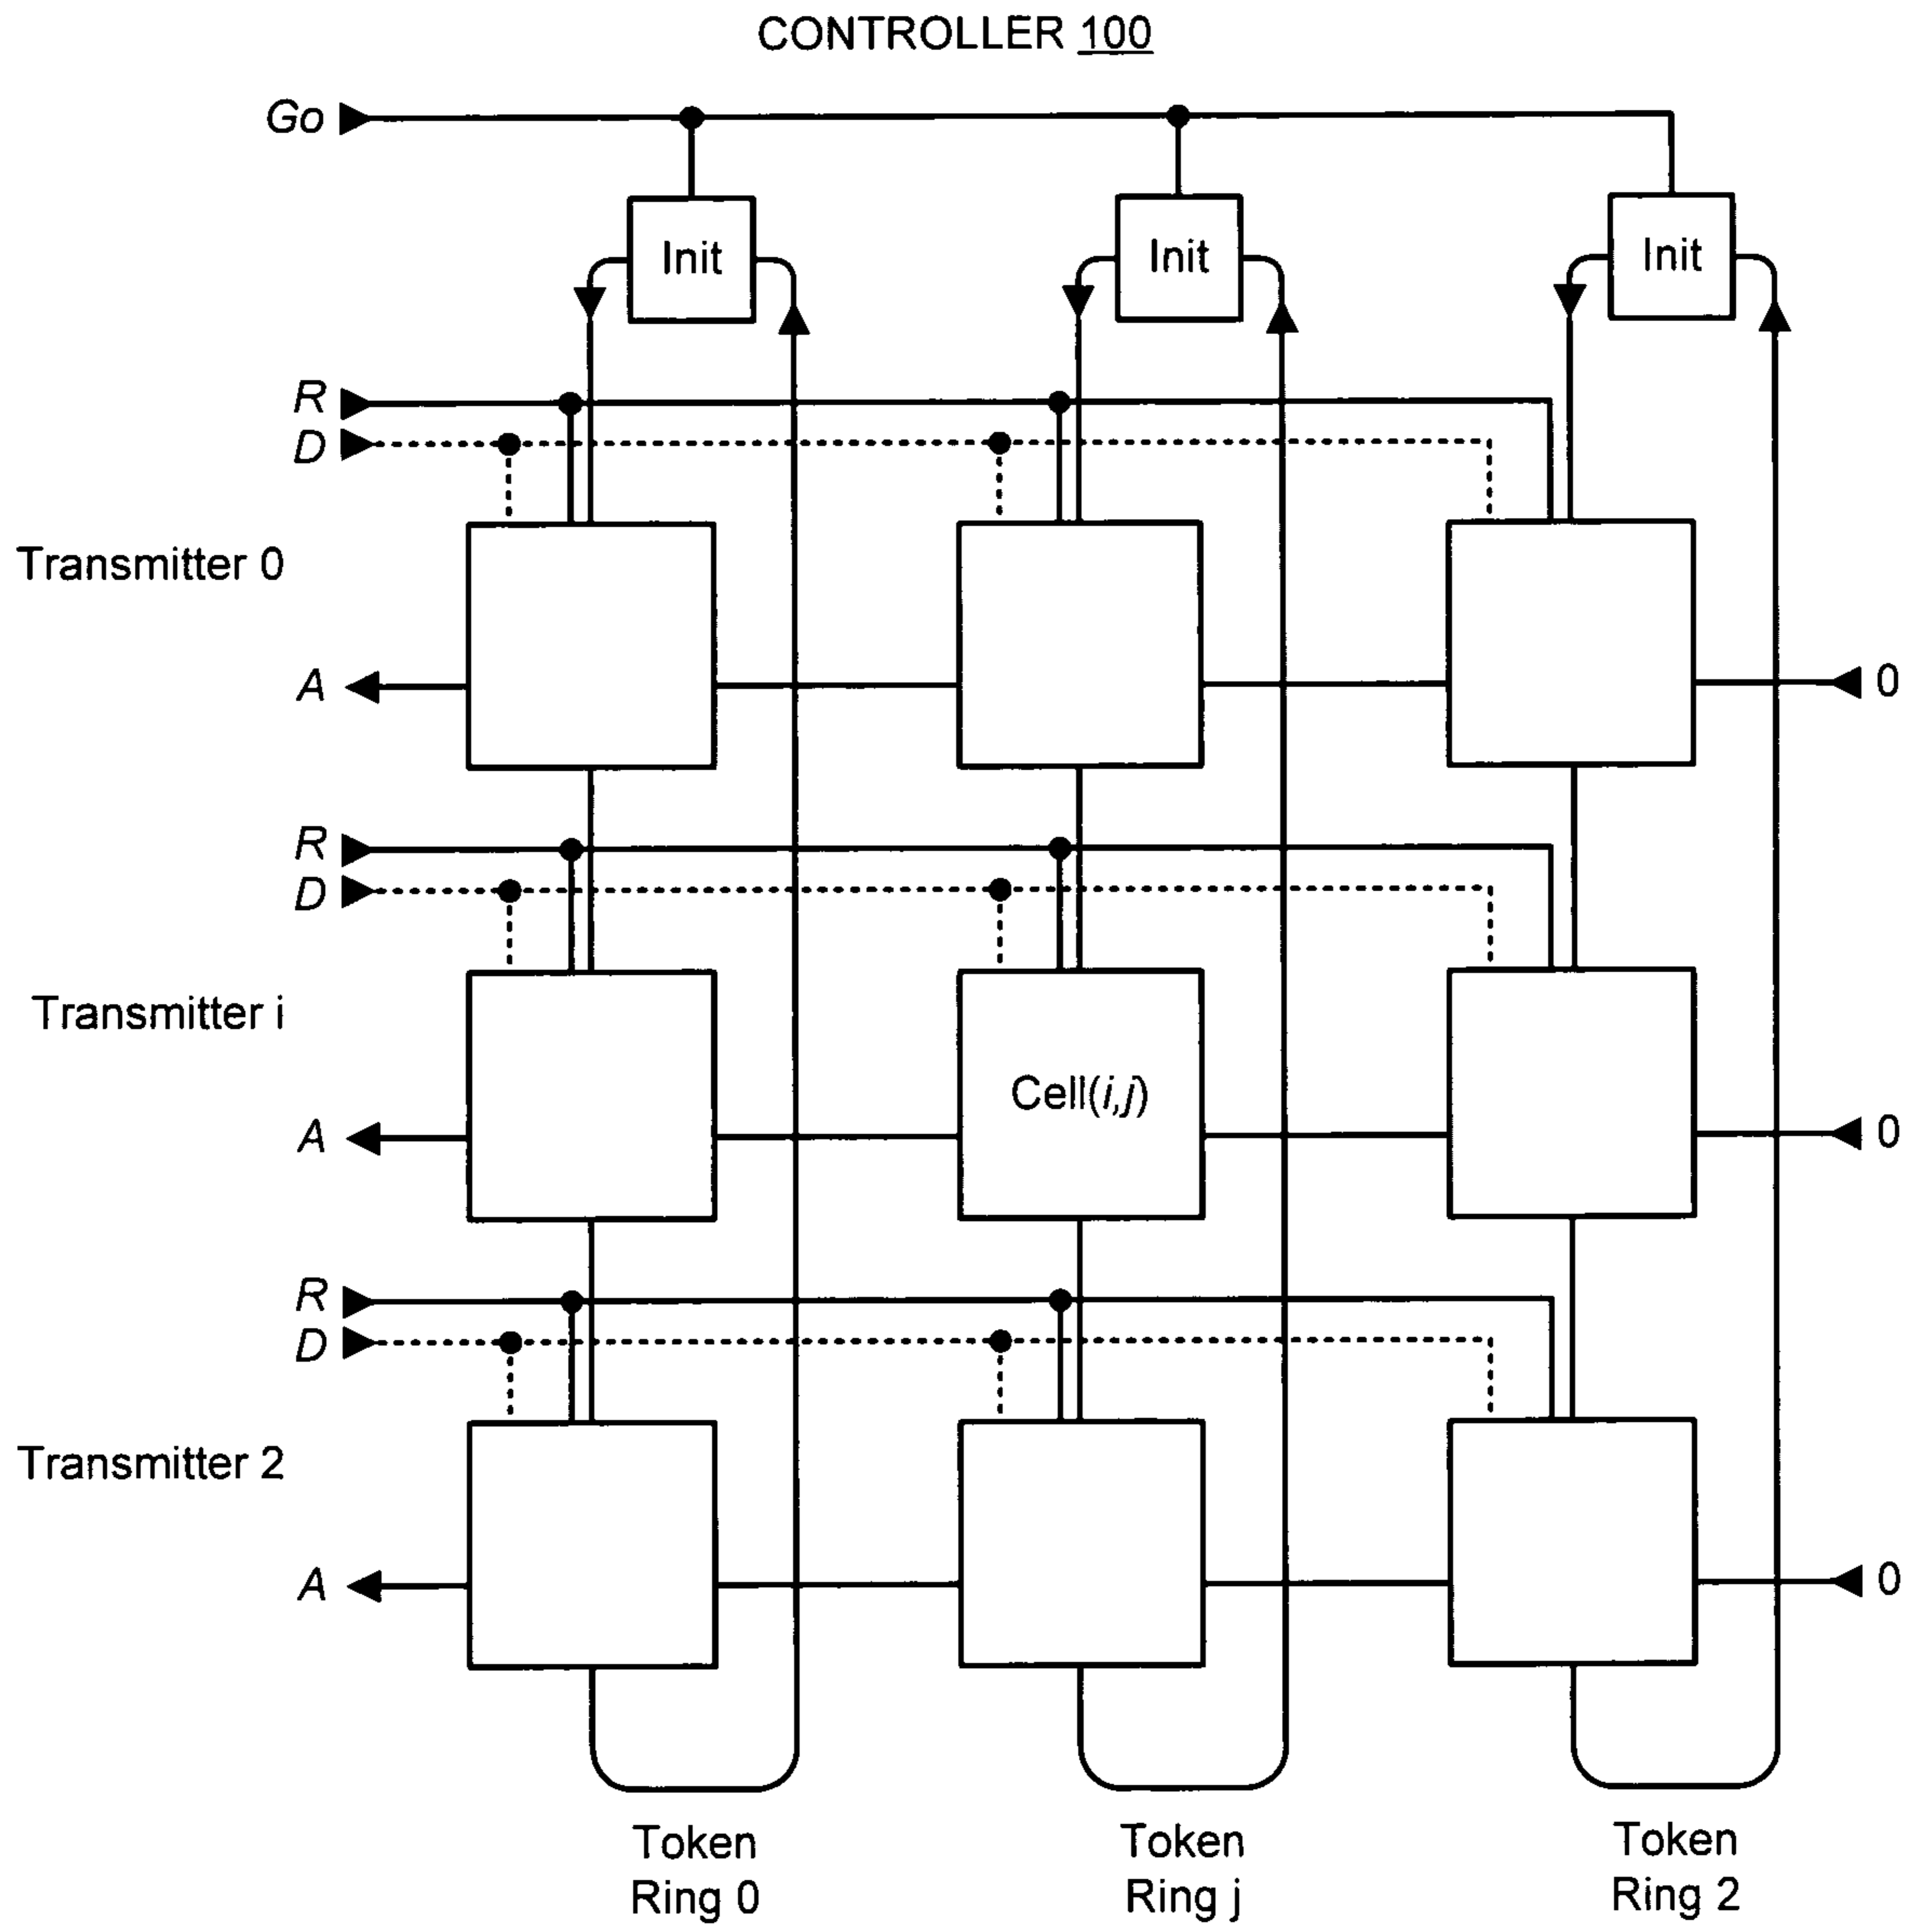 CONTROLLER 100
Go
Init Init Init
R
D
Transmitter 0
A 0
R
D
Transmitter i
Cell(i,j)
A 0
R
D
Transmitter 2
A 0
Token Token Token
Ring 0 Ring j Ring 2